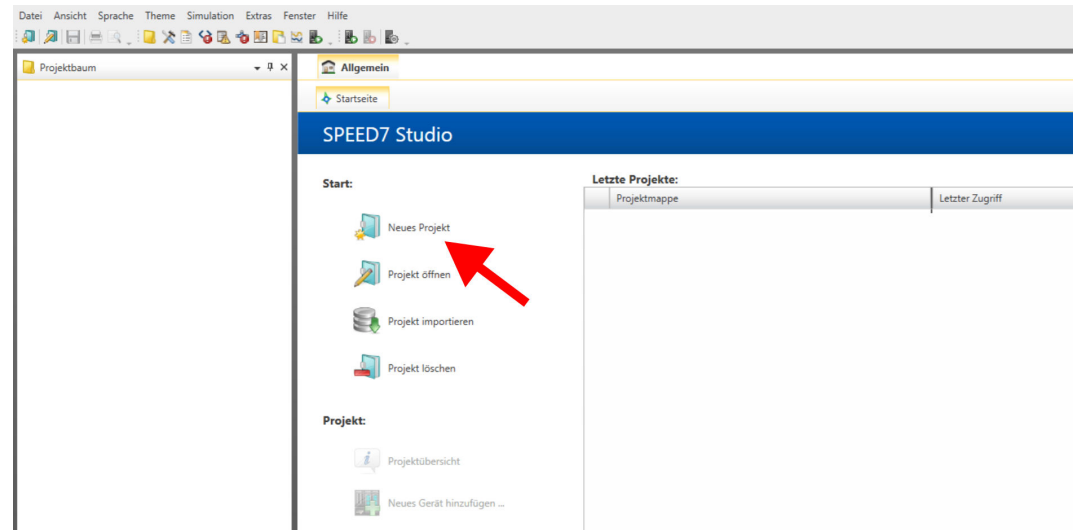 Datei Ansicht Sprache Theme Simulation Extras Fenster Hilfe
Projektbaum
Allgemein
Startseite
SPEED7 Studio
Start:
Letzte Projekte:
Projektmappe Letzter Zugriff
Neues Projekt
Projekt öffnen
Projekt importieren
Projekt löschen
Projekt:
Projektübersicht
Neues Gerät hinzufügen ...